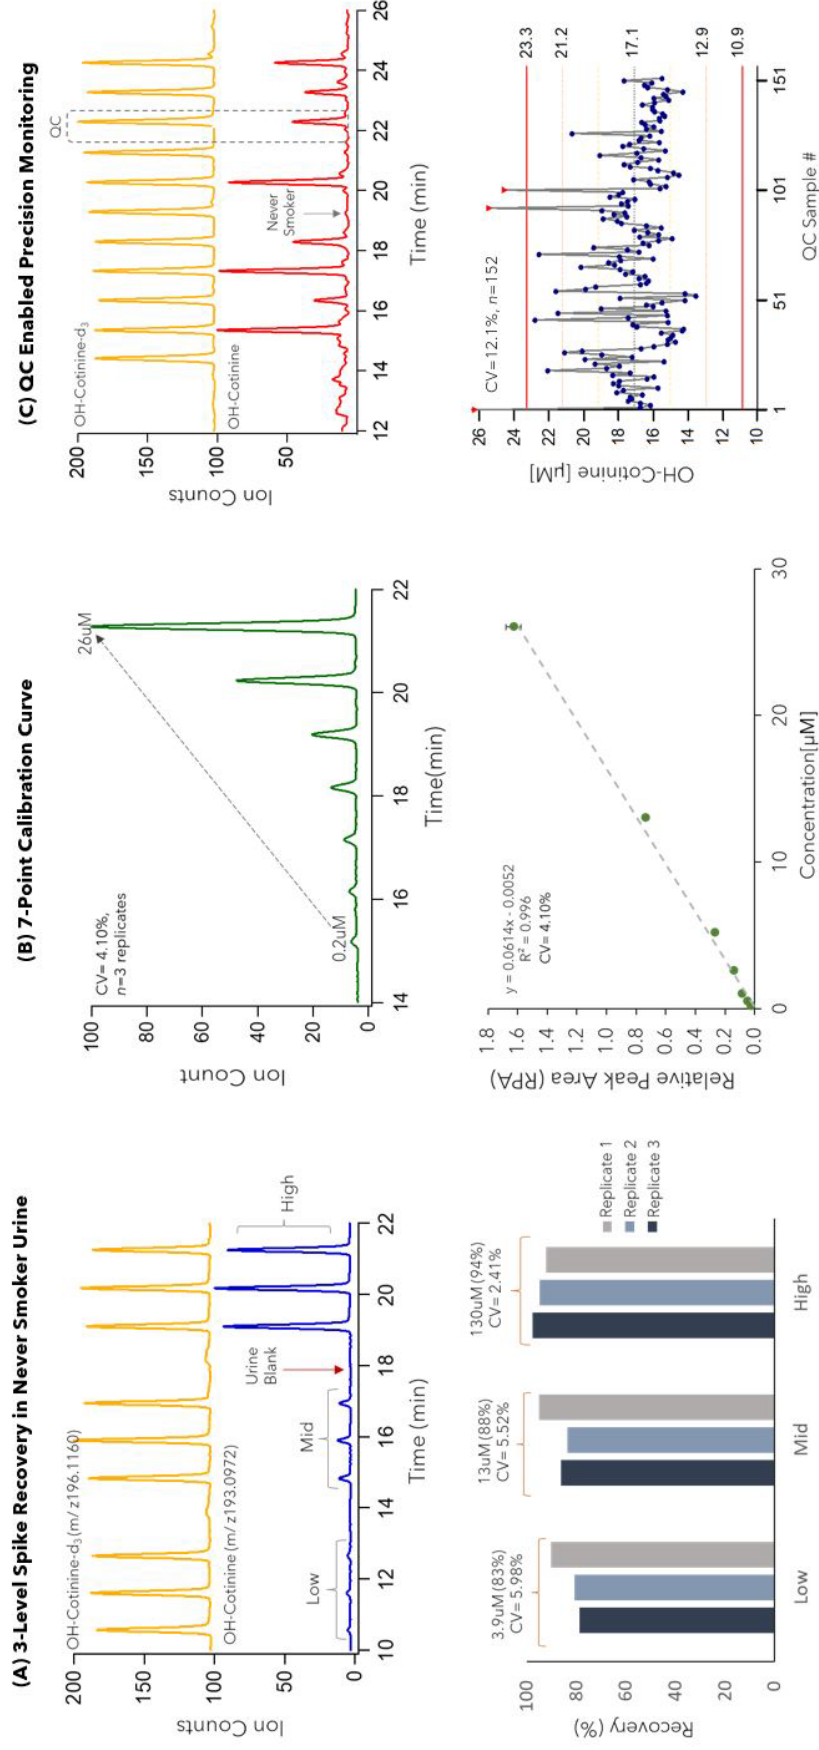 (A) 3-Level Spike Recovery in Never Smoker Urine
200
150
100
50
0
Ion Counts
OH-Cotinine-d3 (m/ z196.1160)
OH-Cotinine (m/ z193.0972)
Low
Mid
Urine
Blank
High
10
12
14
16
18
20
22
Time (min)
100
80
60
40
20
0
Recovery (%)
3.9uM (83%)
CV= 5.98%
13uM (88%)
CV= 5.52%
130uM (94%)
CV= 2.41%
Low
Mid
High
Replicate 1
Replicate 2
Replicate 3
(B) 7-Point Calibration Curve
100
80
60
40
20
0
Ion Count
CV= 4.10%,
n=3 replicates
0.2uM
26uM
14
16
18
20
22
Time(min)
1.8
1.6
1.4
1.2
1.0
0.8
0.6
0.4
0.2
0.0
Relative Peak Area (RPA)
y = 0.0614x - 0.0052
R² = 0.996
CV= 4.10%
0
10
20
30
Concentration[µM]
(C) QC Enabled Precision Monitoring
200
150
100
50
Ion Counts
OH-Cotinine-d3
OH-Cotinine
Never
Smoker
QC
12
14
16
18
20
22
24
26
Time (min)
26
24
22
20
18
16
14
12
10
OH-Cotinine [µM]
CV=12.1%, n=152
23.3
21.2
17.1
12.9
10.9
1
51
101
151
QC Sample #